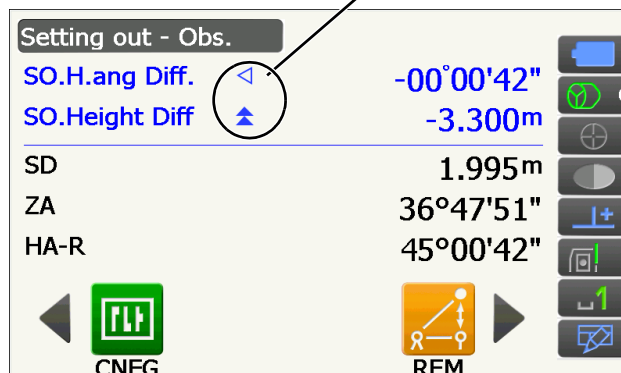 Setting out - Obs.
SO.H.ang Diff. -00°00'42"
SO.Height Diff -3.300m
SD 1.995m
ZA 36°47'51"
HA-R 45°00'42"
1
CNFG REM